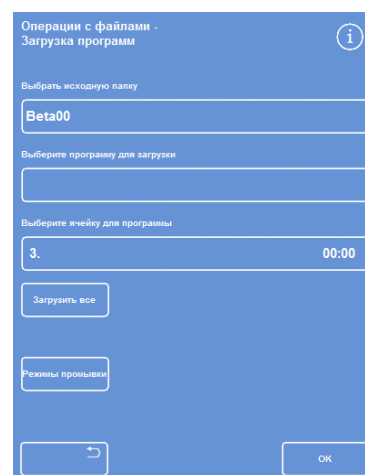 Операции с файлами -
Загрузка программ
i
Выбрать исходную папку
Beta00
Выберите программу для загрузки
Выберите ячейку для программы
3. 00:00
Загрузить все
Режимы промывки
ОК